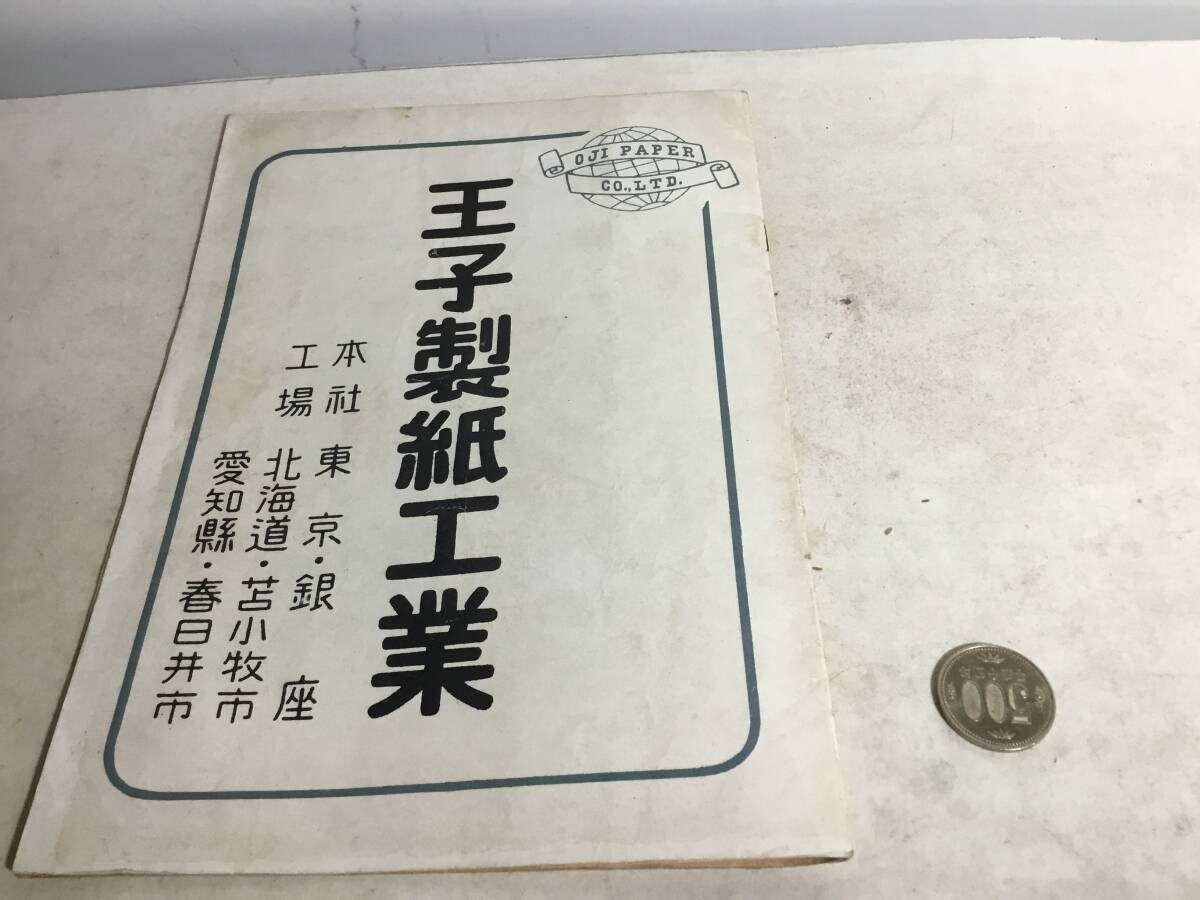 OJI PAPER
CO., LTD.
王子製紙工業
本社 東京・銀座
工場 北海道・苫小牧市
愛知縣・春日井市
500